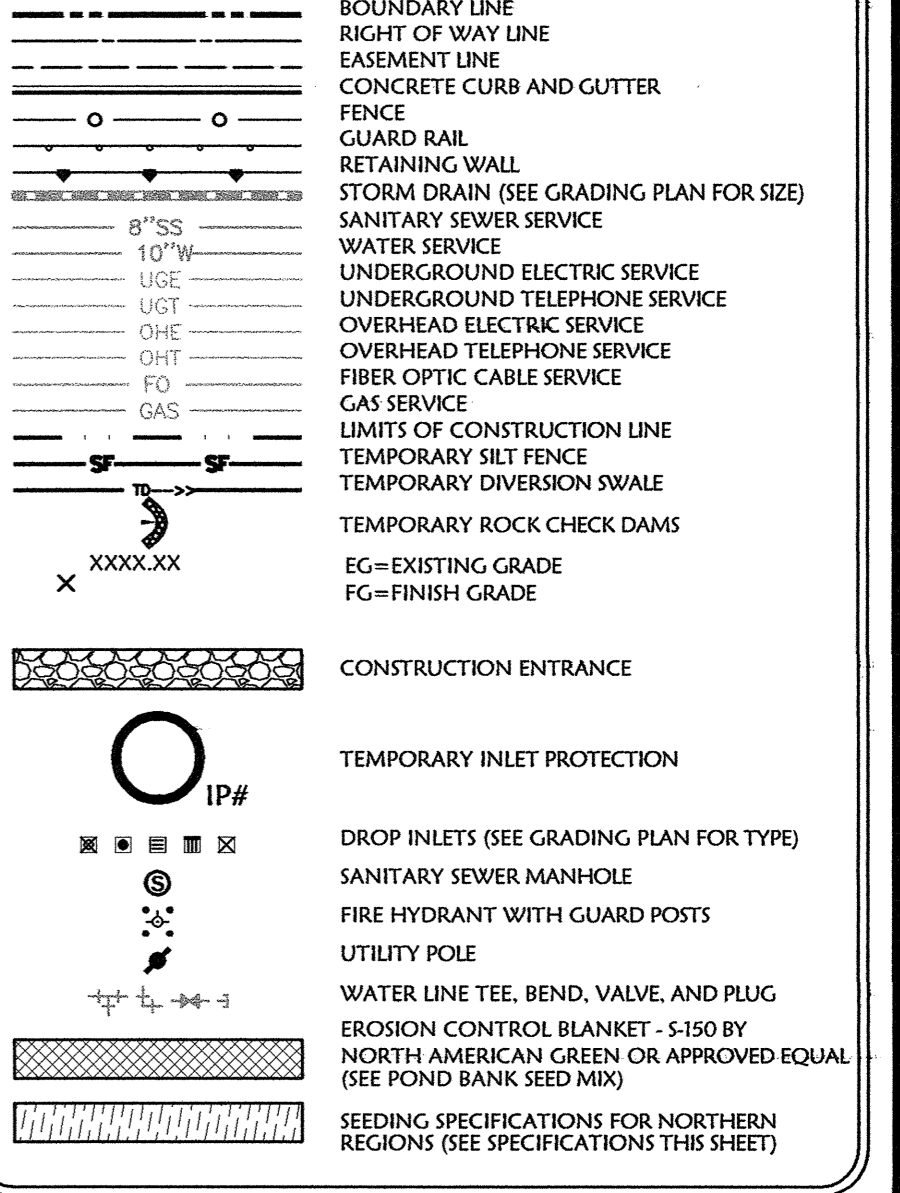 BOUNDARY LINE
RIGHT OF WAY LINE
EASEMENT LINE
CONCRETE CURB AND GUTTER
FENCE
GUARD RAIL
RETAINING WALL
STORM DRAIN (SEE GRADING PLAN FOR SIZE)
8"SS SANITARY SEWER SERVICE
10"W WATER SERVICE
UGE UNDERGROUND ELECTRIC SERVICE
UGT UNDERGROUND TELEPHONE SERVICE
OHE OVERHEAD ELECTRIC SERVICE
OHT OVERHEAD TELEPHONE SERVICE
FO FIBER OPTIC CABLE SERVICE
GAS GAS SERVICE
LIMITS OF CONSTRUCTION LINE
SF SF TEMPORARY SILT FENCE
TD-->> TEMPORARY DIVERSION SWALE
TEMPORARY ROCK CHECK DAMS
XXXX.XX EG=EXISTING GRADE
X FG=FINISH GRADE
CONSTRUCTION ENTRANCE
TEMPORARY INLET PROTECTION
IP#
DROP INLETS (SEE GRADING PLAN FOR TYPE)
S SANITARY SEWER MANHOLE
FIRE HYDRANT WITH GUARD POSTS
UTILITY POLE
WATER LINE TEE, BEND, VALVE, AND PLUG
EROSION CONTROL BLANKET - S-150 BY
NORTH AMERICAN GREEN OR APPROVED EQUAL
(SEE POND BANK SEED MIX)
SEEDING SPECIFICATIONS FOR NORTHERN
REGIONS (SEE SPECIFICATIONS THIS SHEET)